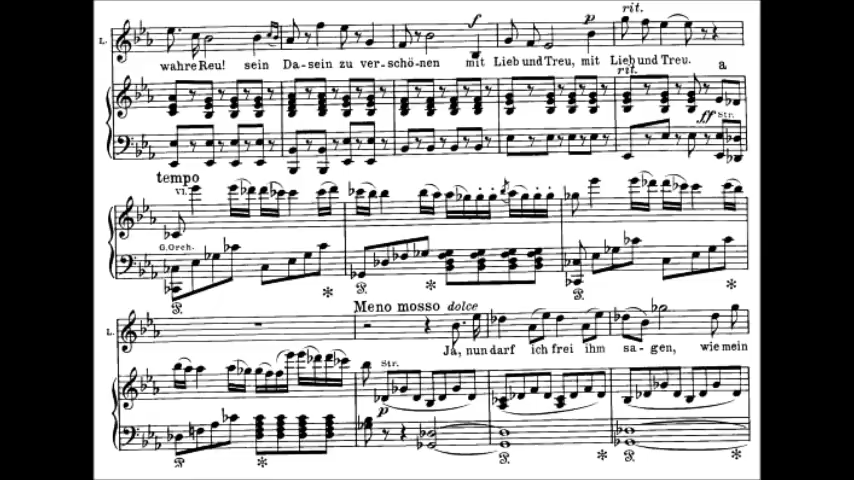 rit.
f p
L.
wahre Reu! sein Da-sein zu ver-schö-nen mit Lieb und Treu, mit Lieb und Treu.
rit. a
ff Str.
tempo
Vl.
G. Orch.
Meno mosso dolce
L.
Ja, nun darf ich frei ihm sa-gen, wie mein
Str.
p